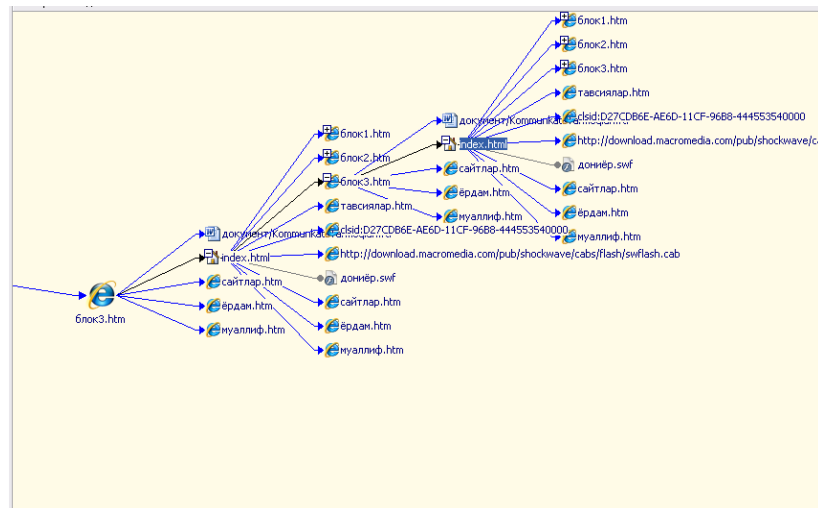 блок1.htm
блок2.htm
блок3.htm
тавсиялар.htm
clsid:D27CDB6E-AE6D-11CF-96B8-444553540000
http://download.macromedia.com/pub/shockwave/ca
дониёр.swf
сайтлар.htm
ёрдам.htm
муаллиф.htm
index.html
сайтлар.htm
ёрдам.htm
муаллиф.htm
блок1.htm
блок2.htm
блок3.htm
тавсиялар.htm
clsid:D27CDB6E-AE6D-11CF-96B8-444553540000
http://download.macromedia.com/pub/shockwave/cabs/flash/swflash.cab
дониёр.swf
сайтлар.htm
ёрдам.htm
муаллиф.htm
index.html
сайтлар.htm
ёрдам.htm
муаллиф.htm
блок3.htm